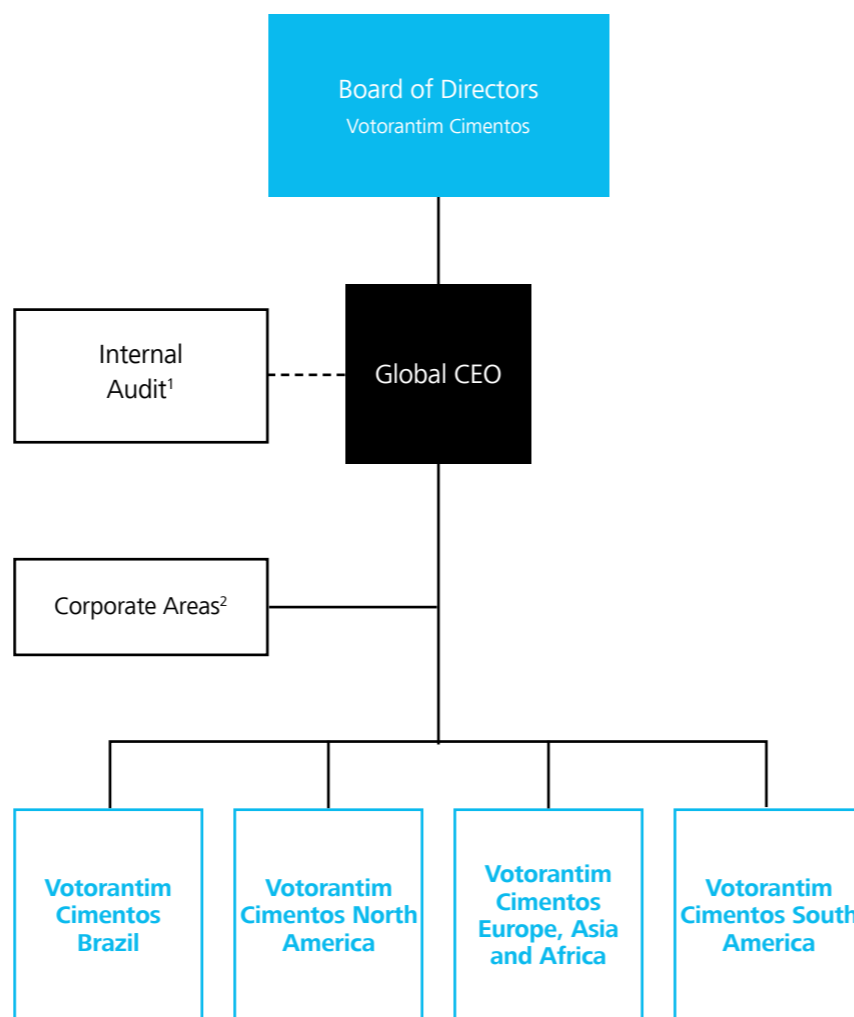 Board of Directors
Votorantim Cimentos
Internal
Audit¹
Global CEO
Corporate Areas²
Votorantim
Cimentos
Brazil
Votorantim
Cimentos North
America
Votorantim
Cimentos
Europe, Asia
and Africa
Votorantim
Cimentos South
America